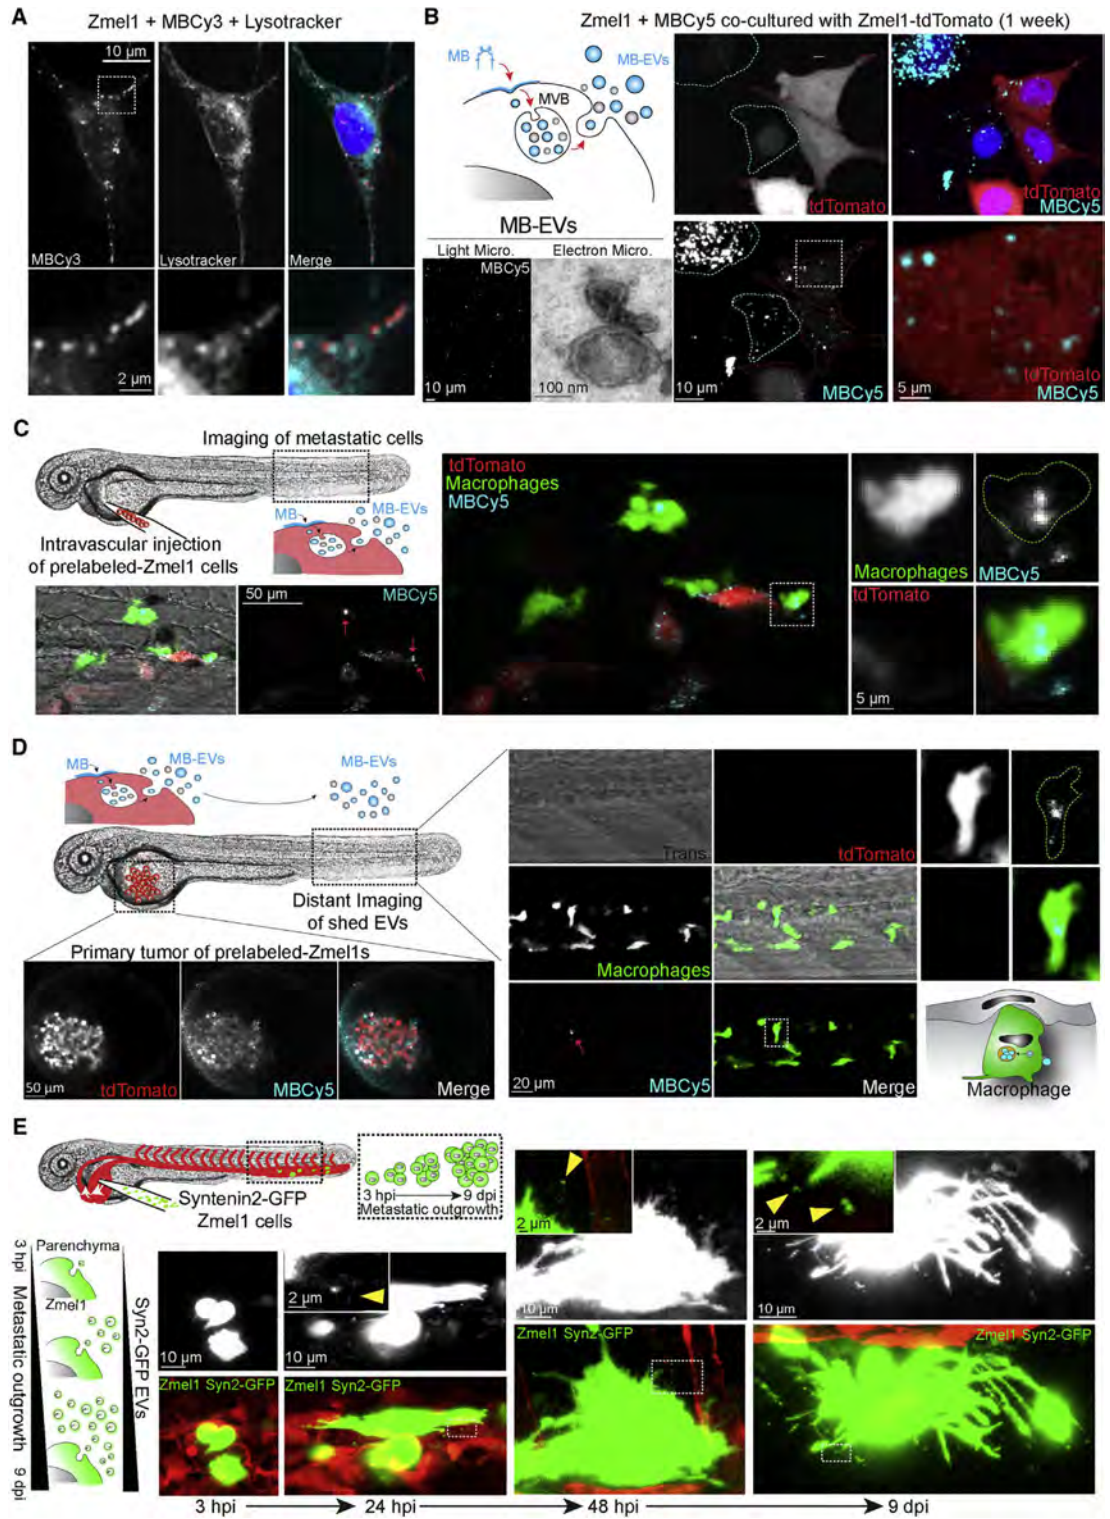 A
Zmel1 + MBCy3 + Lysotracker
10 µm
MBCy3
Lysotracker
Merge
2 µm
B
Zmel1 + MBCy5 co-cultured with Zmel1-tdTomato (1 week)
MB
MB-EVs
MVB
MB-EVs
Light Micro.
Electron Micro.
MBCy5
10 µm
100 nm
tdTomato
tdTomato
MBCy5
10 µm
MBCy5
5 µm
tdTomato
MBCy5
C
Imaging of metastatic cells
MB
MB-EVs
Intravascular injection
of prelabeled-Zmel1 cells
50 µm
MBCy5
tdTomato
Macrophages
MBCy5
Macrophages
MBCy5
tdTomato
5 µm
D
MB
MB-EVs
MB-EVs
Distant Imaging
of shed EVs
Primary tumor of prelabeled-Zmel1s
50 µm
tdTomato
MBCy5
Merge
Trans
tdTomato
Macrophages
20 µm
MBCy5
Merge
Macrophage
E
Syntenin2-GFP
Zmel1 cells
3 hpi
9 dpi
Metastatic outgrowth
3 hpi
Metastatic outgrowth
9 dpi
Parenchyma
Zmel1
Syn2-GFP EVs
10 µm
2 µm
10 µm
2 µm
10 µm
2 µm
10 µm
Zmel1 Syn2-GFP
Zmel1 Syn2-GFP
Zmel1 Syn2-GFP
Zmel1 Syn2-GFP
3 hpi
24 hpi
48 hpi
9 dpi